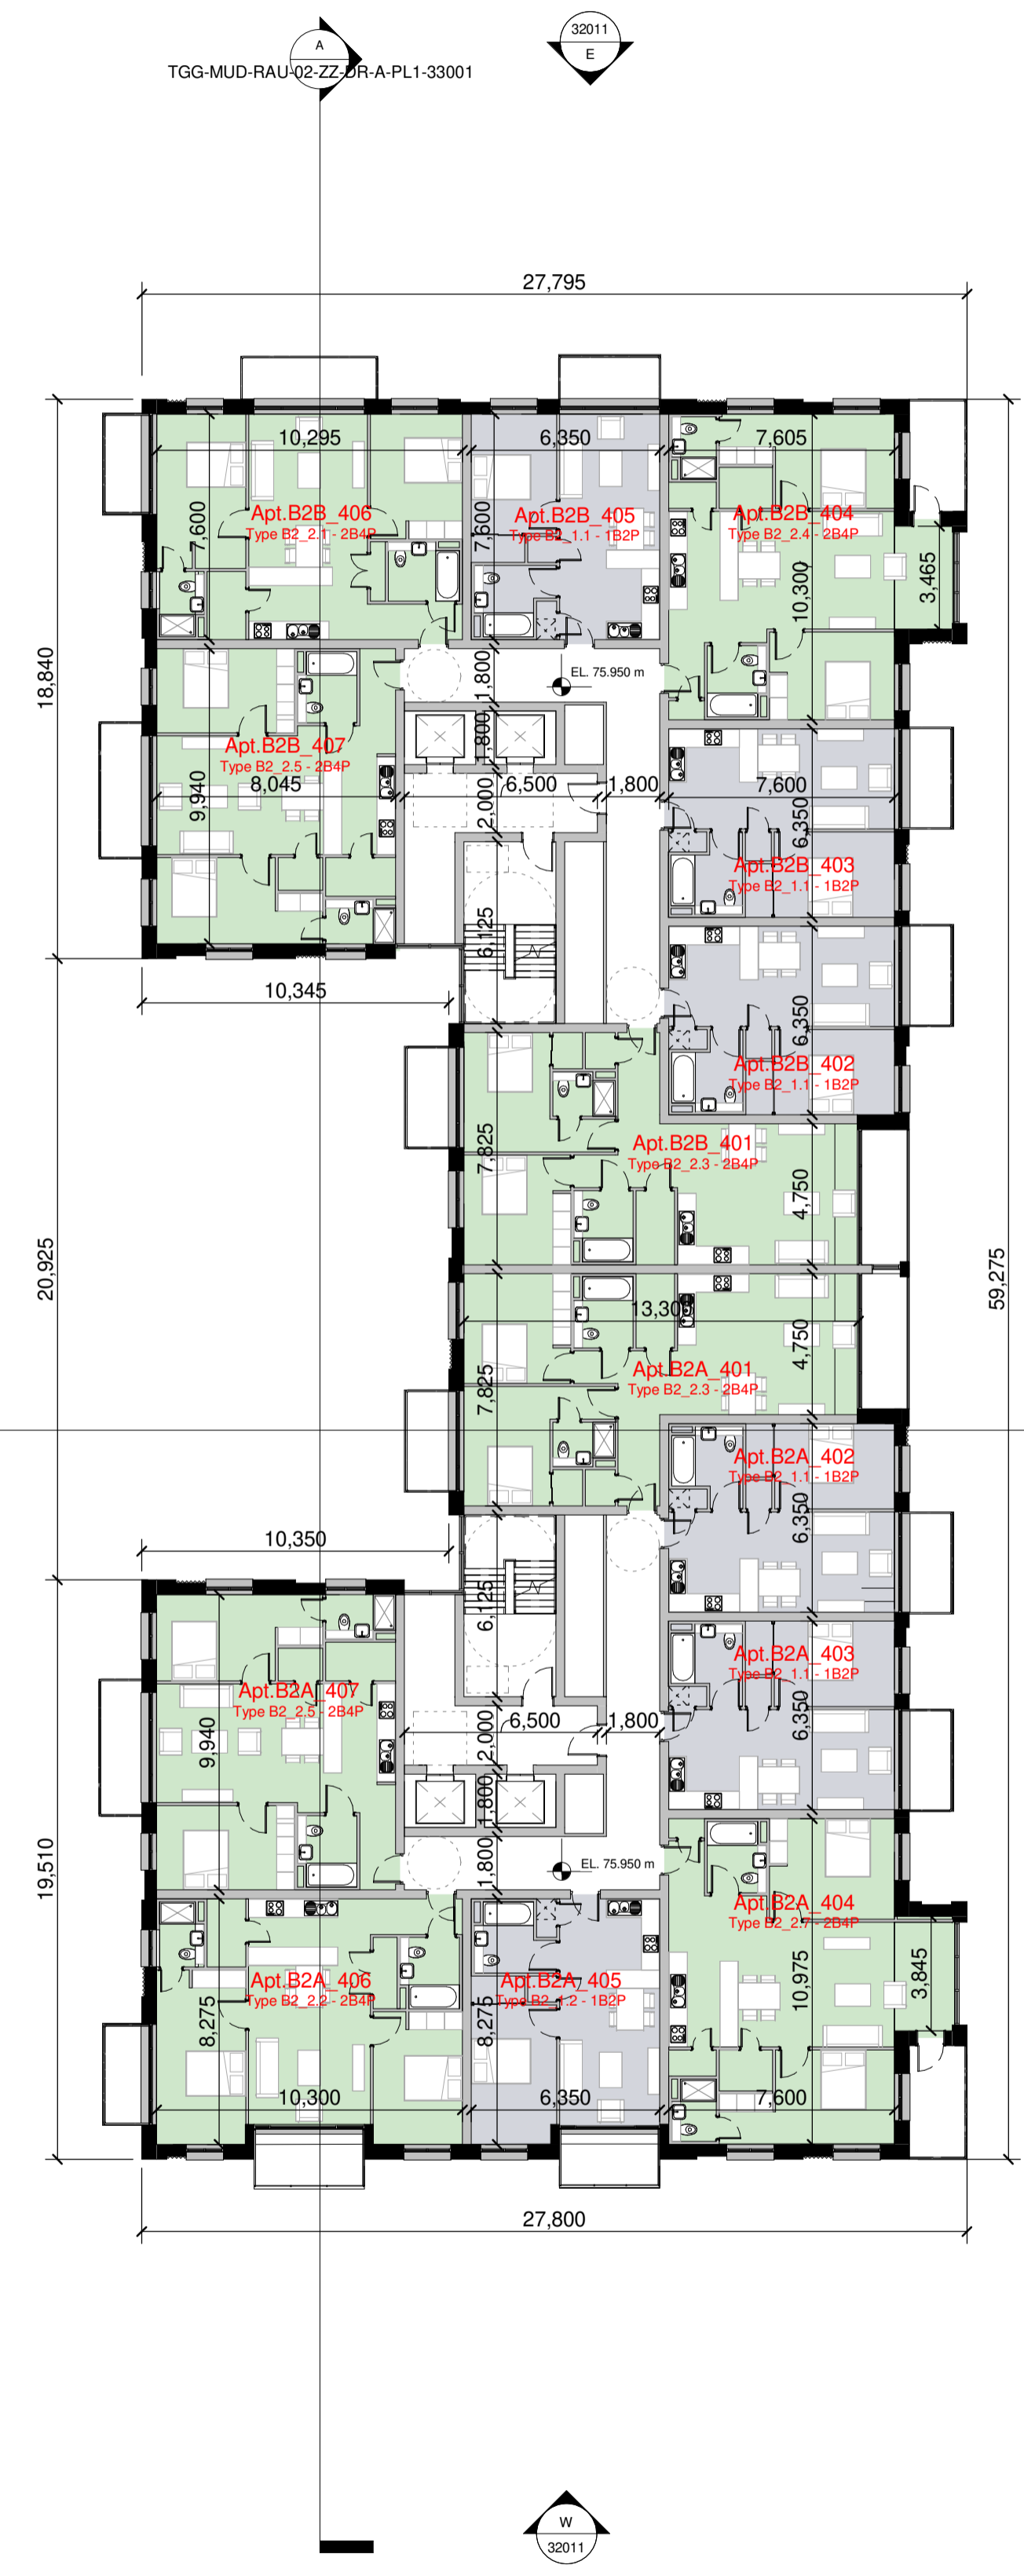 A
32011
E
TGG-MUD-RAU-02-ZZ-DR-A-PL1-33001
27,795
10,295
6,350
7,605
Apt.B2B_406
Type B2_2.1 - 2B4P
Apt.B2B_405
Type B2_1.1 - 1B2P
Apt.B2B_404
Type B2_2.4 - 2B4P
7,600
7,600
10,300
3,465
18,840
1,800
EL. 75.950 m
Apt.B2B_407
Type B2_2.5 - 2B4P
1,800
8,045
6,500
1,800
7,600
9,940
2,000
6,350
Apt.B2B_403
Type B2_1.1 - 1B2P
6,125
10,345
6,350
Apt.B2B_402
Type B2_1.1 - 1B2P
7,825
Apt.B2B_401
Type B2_2.3 - 2B4P
4,750
20,925
59,275
13,300
4,750
7,825
Apt.B2A_401
Type B2_2.3 - 2B4P
Apt.B2A_402
Type B2_1.1 - 1B2P
6,350
10,350
6,125
Apt.B2A_403
Type B2_1.1 - 1B2P
Apt.B2A_407
Type B2_2.5 - 2B4P
9,940
6,500
1,800
2,000
6,350
1,800
19,510
1,800
EL. 75.950 m
Apt.B2A_404
Type B2_2.7 - 2B4P
Apt.B2A_406
Type B2_2.2 - 2B4P
Apt.B2A_405
Type B2_1.2 - 1B2P
8,275
8,275
10,975
3,845
10,300
6,350
7,600
27,800
W
32011